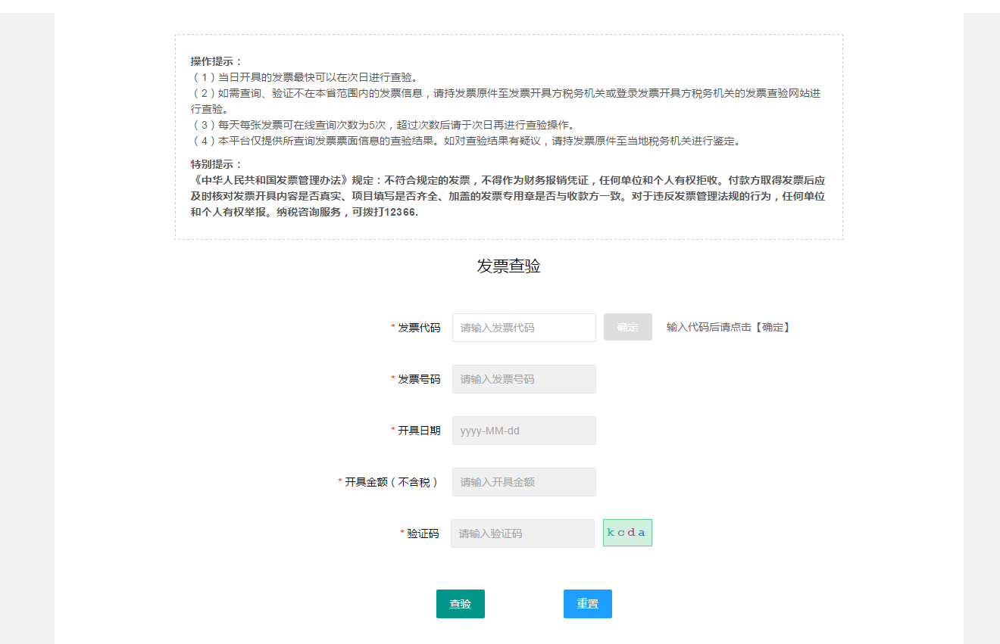 操作提示：
（1）当日开具的发票最快可以在次日进行查验。
（2）如需查询、验证不在本省范围内的发票信息，请持发票原件至发票开具方税务机关或登录发票开具方税务机关的发票查验网站进
行查验。
（3）每天每张发票可在线查询次数为5次，超过次数后请于次日再进行查验操作。
（4）本平台仅提供所查询发票票面信息的查验结果。如对查验结果有疑议，请持发票原件至当地税务机关进行鉴定。
特别提示：
《中华人民共和国发票管理办法》规定：不符合规定的发票，不得作为财务报销凭证，任何单位和个人有权拒收。付款方取得发票后应
及时核对发票开具内容是否真实、项目填写是否齐全、加盖的发票专用章是否与收款方一致。对于违反发票管理法规的行为，任何单位
和个人有权举报。纳税咨询服务，可拨打12366.
发票查验
* 发票代码 请输入发票代码 确定 输入代码后请点击【确定】
* 发票号码 请输入发票号码
* 开具日期 yyyy-MM-dd
* 开具金额（不含税） 请输入开具金额
* 验证码 请输入验证码 kcda
查验 重置